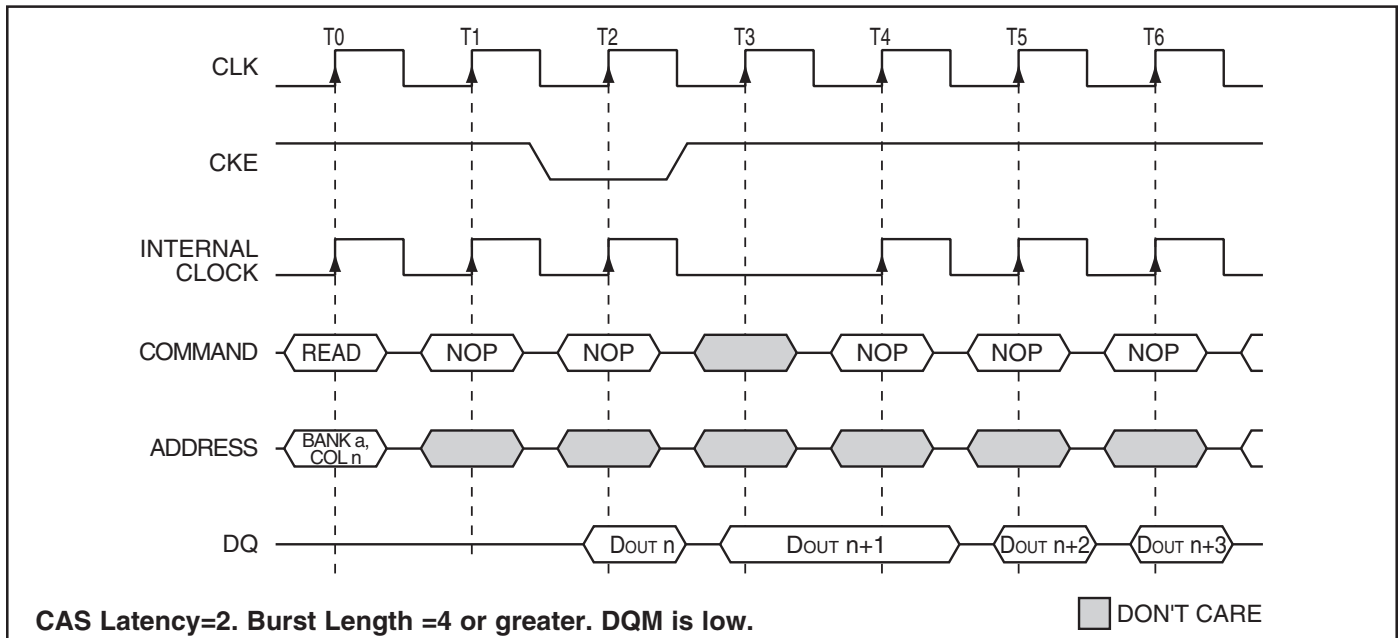 T0 T1 T2 T3 T4 T5 T6
CLK
CKE
INTERNAL
CLOCK
COMMAND READ NOP NOP NOP NOP NOP
ADDRESS BANK a,
COL n
DQ DOUT n DOUT n+1 DOUT n+2 DOUT n+3
CAS Latency=2. Burst Length =4 or greater. DQM is low. DON'T CARE